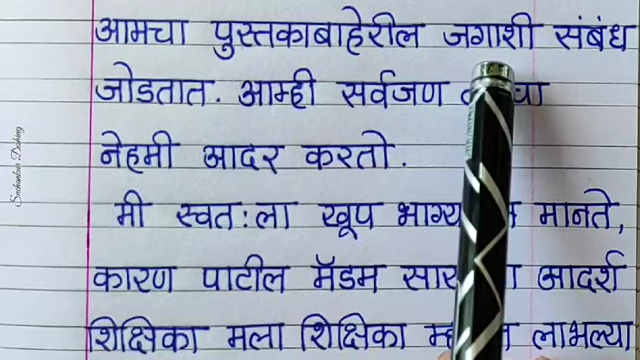 आमचा पुस्तकाबाहेरील जगाशी संबंध
जोडतात. आम्ही सर्वजण
नेहमी आदर करतो.
मी स्वत:ला खूप मानते,
कारण पाटील मॅडम आदर्श
शिक्षिका मला शिक्षिका लाभल्या